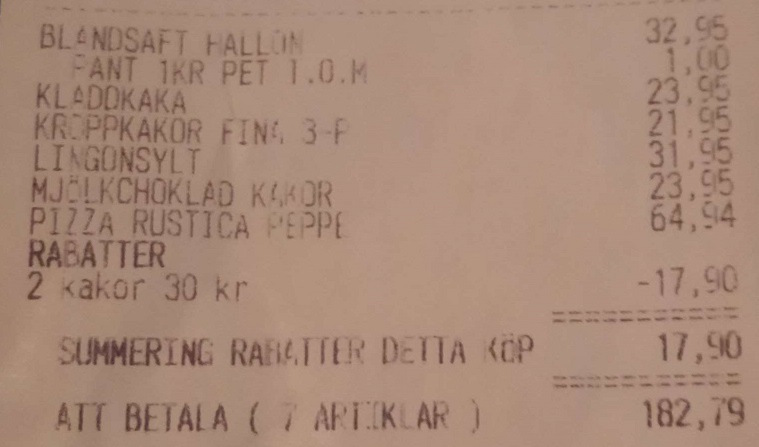 BLANDSAFT HALLON 32,95
PANT 1KR PET I.O.M 1,00
KLADDKAKA 23,95
KROPPKAKOR FINA 3-P 21,95
LINGONSYLT 31,95
MJÖLKCHOKLAD KAKOR 23,95
PIZZA RUSTICA PEPPE 64,94
RABATTER
2 kakor 30 kr -17,90
SUMMERING RABATTER DETTA KÖP 17,90
ATT BETALA ( 7 ARTIKLAR ) 182,79